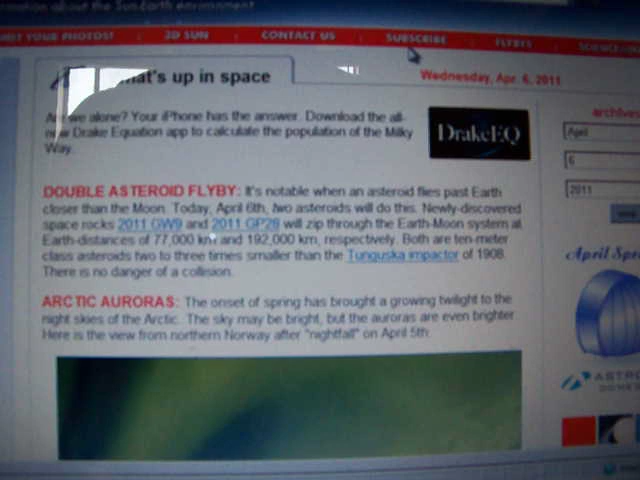 mation about the Sun-Earth environment
MIT YOUR PHOTOS! 3D SUN CONTACT US SUBSCRIBE FLYBYS SCIENCE
hat's up in space
Wednesday, Apr. 6, 2011
Are we alone? Your iPhone has the answer. Download the all-
new Drake Equation app to calculate the population of the Milky
Way.
DrakeEQ
archives
April
6
2011
DOUBLE ASTEROID FLYBY: It's notable when an asteroid flies past Earth
closer than the Moon. Today, April 6th, two asteroids will do this. Newly-discovered
space rocks 2011 GW9 and 2011 GP28 will zip through the Earth-Moon system at
Earth-distances of 77,000 km and 192,000 km, respectively. Both are ten-meter
class asteroids two to three times smaller than the Tunguska impactor of 1908.
There is no danger of a collision.
April Spr
ARCTIC AURORAS: The onset of spring has brought a growing twilight to the
night skies of the Arctic. The sky may be bright, but the auroras are even brighter.
Here is the view from northern Norway after "nightfall" on April 5th:
ASTRO
DOME